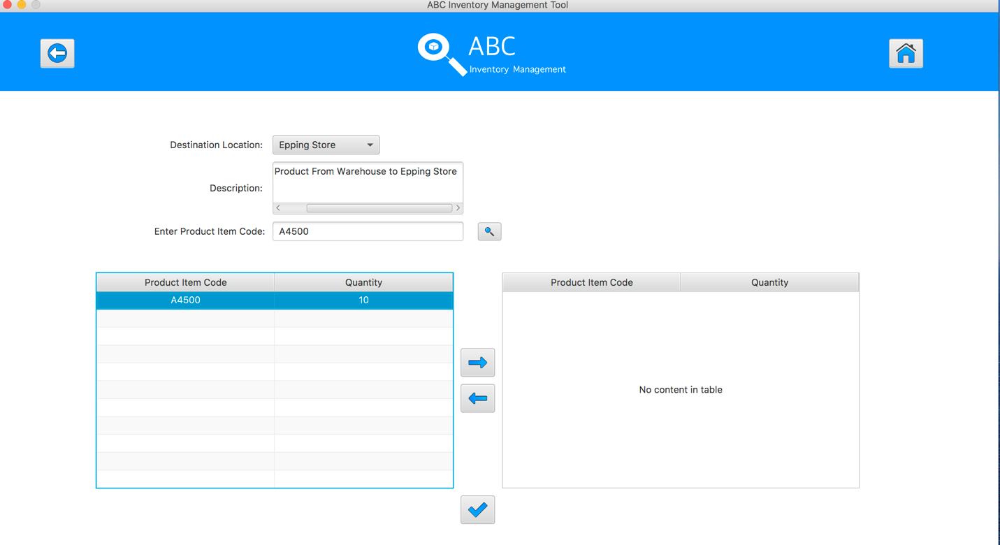 ABC Inventory Management Tool
ABC
Inventory Management
Destination Location:
Epping Store
Description:
Product From Warehouse to Epping Store
Enter Product Item Code:
A4500
Product Item Code
Quantity
A4500
10
Product Item Code
Quantity
No content in table